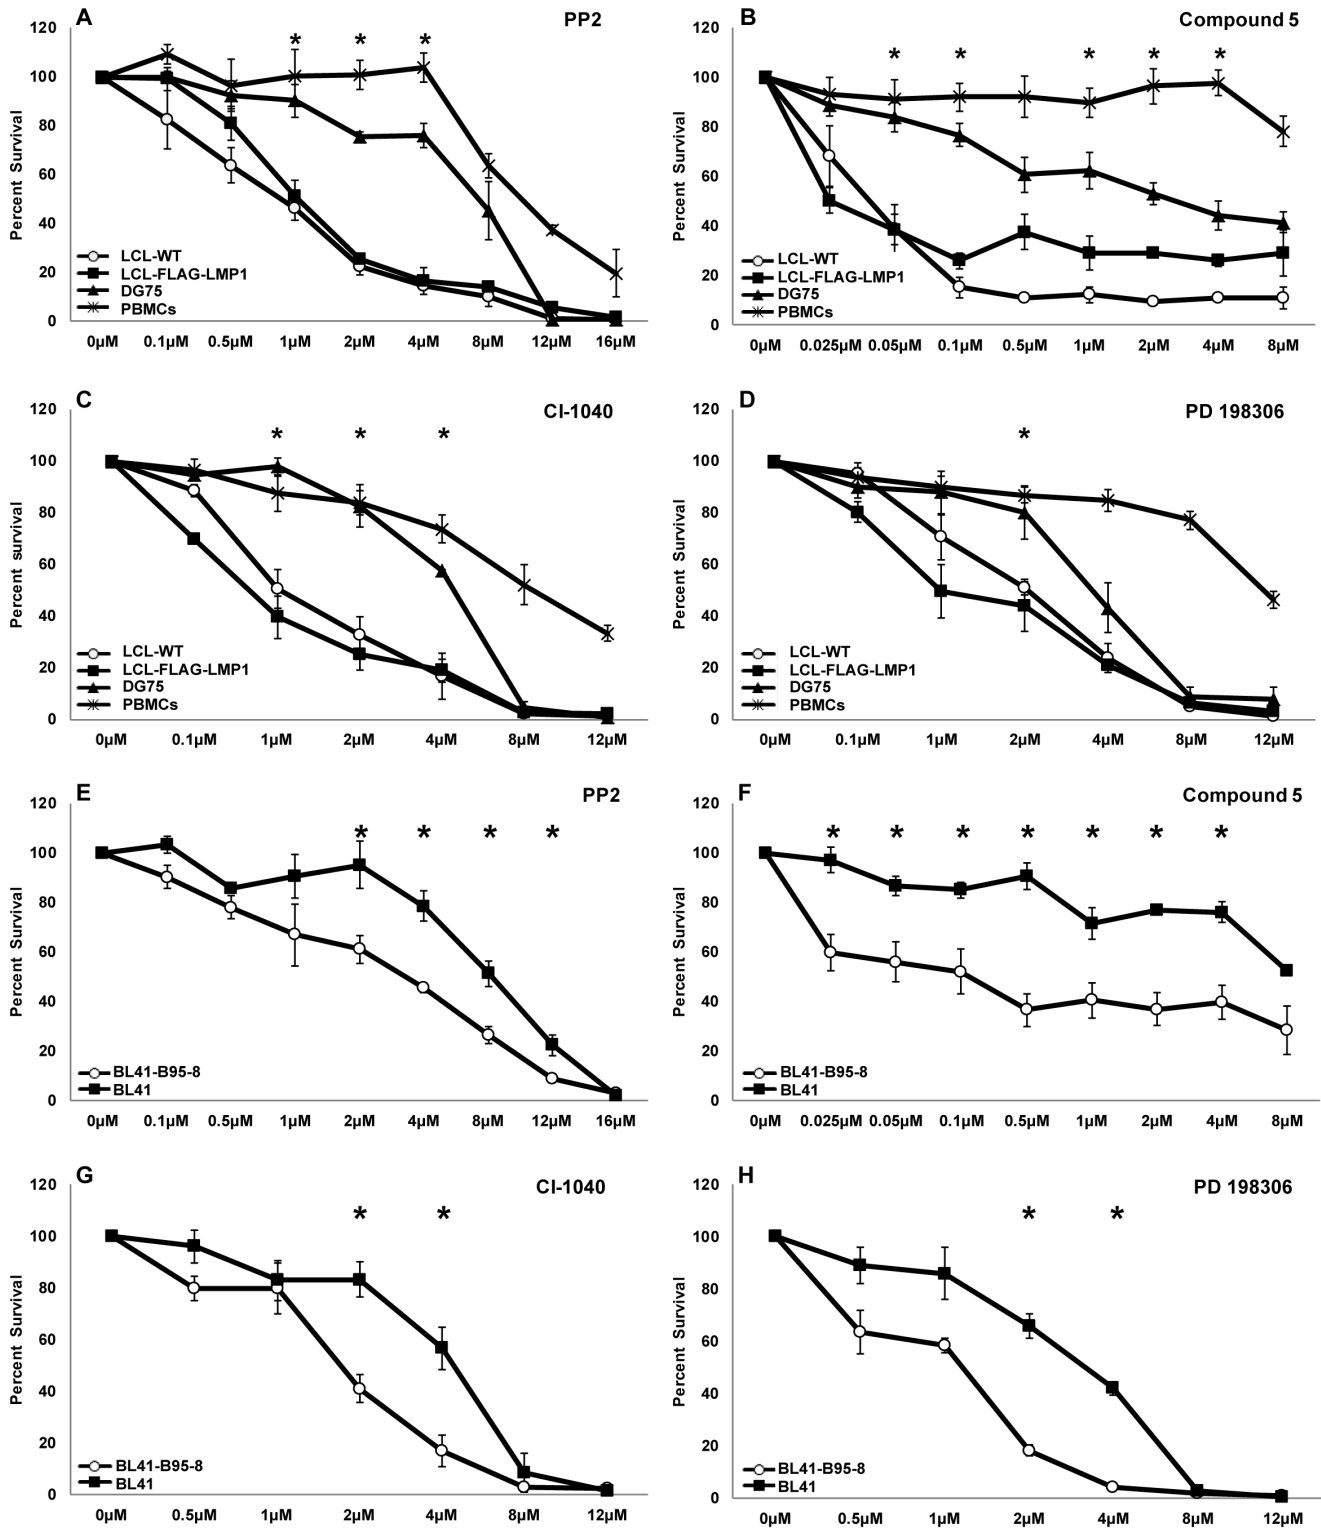 A
PP2
*
*
*
120
100
80
60
40
20
0
Percent Survival
LCL-WT
LCL-FLAG-LMP1
DG75
PBMCs
0μM 0.1μM 0.5μM 1μM 2μM 4μM 8μM 12μM 16μM
B
Compound 5
* * * * *
120
100
80
60
40
20
0
Percent Survival
LCL-WT
LCL-FLAG-LMP1
DG75
PBMCs
0μM 0.025μM 0.05μM 0.1μM 0.5μM 1μM 2μM 4μM 8μM
C
CI-1040
* * *
120
100
80
60
40
20
0
Percent survival
LCL-WT
LCL-FLAG-LMP1
DG75
PBMCs
0μM 0.1μM 1μM 2μM 4μM 8μM 12μM
D
PD 198306
*
120
100
80
60
40
20
0
Percent Survival
LCL-WT
LCL-FLAG-LMP1
DG75
PBMCs
0μM 0.1μM 1μM 2μM 4μM 8μM 12μM
E
PP2
* * * *
120
100
80
60
40
20
0
Percent Survival
BL41-B95-8
BL41
0μM 0.1μM 0.5μM 1μM 2μM 4μM 8μM 12μM 16μM
F
Compound 5
* * * * * * *
120
100
80
60
40
20
0
Percent Survival
BL41-B95-8
BL41
0μM 0.025μM 0.05μM 0.1μM 0.5μM 1μM 2μM 4μM 8μM
G
CI-1040
* *
120
100
80
60
40
20
0
Percent Survival
BL41-B95-8
BL41
0μM 0.5μM 1μM 2μM 4μM 8μM 12μM
H
PD 198306
* *
120
100
80
60
40
20
0
Percent Survival
BL41-B95-8
BL41
0μM 0.5μM 1μM 2μM 4μM 8μM 12μM